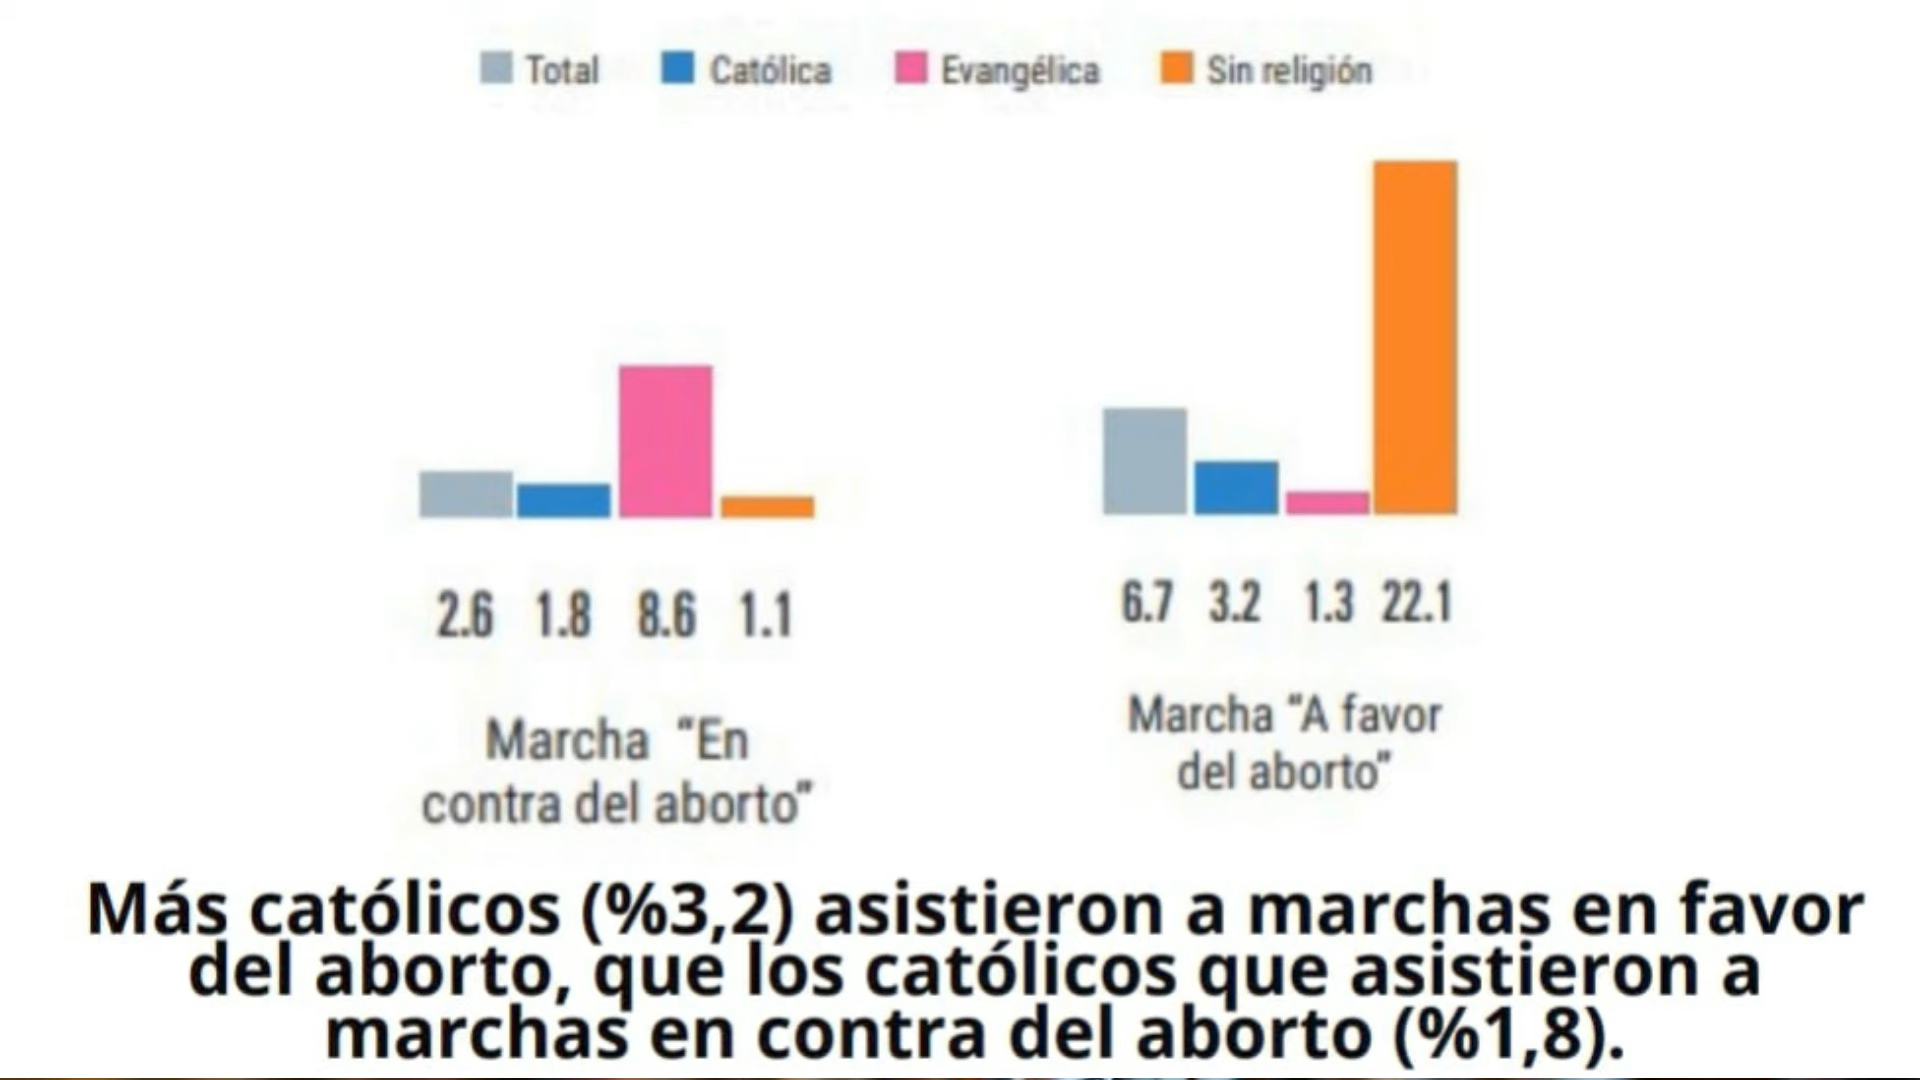 Total Católica Evangélica Sin religión
2.6 1.8 8.6 1.1
6.7 3.2 1.3 22.1
Marcha “En
contra del aborto”
Marcha “A favor
del aborto”
Más católicos (%3,2) asistieron a marchas en favor
del aborto, que los católicos que asistieron a
marchas en contra del aborto (%1,8).